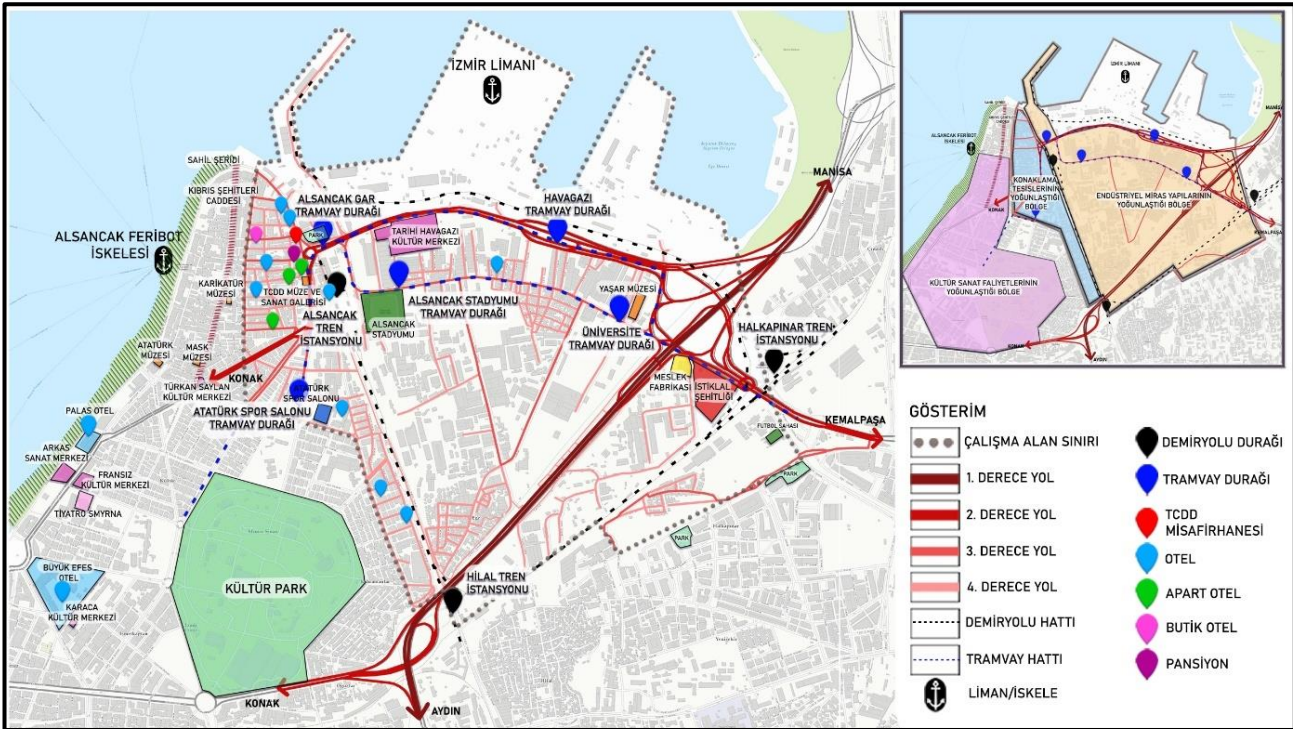 İZMİR LİMANI
SAHİL ŞERİDİ
KIBRIS ŞEHİTLERİ
CADDESİ
ALSANCAK GAR
TRAMVAY DURAĞI
HAVAGAZI
TRAMVAY DURAĞI
MANİSA
PARK
TARİHİ HAVAGAZI
KÜLTÜR MERKEZİ
ALSANCAK FERİBOT
İSKELESİ
KARİKATÜR
MÜZESİ
TCDD MÜZE VE
SANAT GALERİSİ
ALSANCAK
TREN
İSTANSYONU
ALSANCAK STADYUMU
TRAMVAY DURAĞI
ALSANCAK
STADYUMU
YAŞAR MÜZESİ
ÜNİVERSİTE
TRAMVAY DURAĞI
HALKAPINAR TREN
İSTANSYONU
ATATÜRK
MÜZESİ
MASK
MÜZESİ
KONAK
TÜRKAN SAYLAN
KÜLTÜR MERKEZİ
ATATÜRK
SPOR SALONU
ATATÜRK SPOR SALONU
TRAMVAY DURAĞI
MESLEK
FABRİKASI
İSTİKLAL
ŞEHİTLİĞİ
KEMALPAŞA
FUTBOL SAHASI
PARK
PARK
PALAS OTEL
ARKAS
SANAT MERKEZİ
FRANSIZ
KÜLTÜR MERKEZİ
TİYATRO SMYRNA
BÜYÜK EFES
OTEL
KARACA
KÜLTÜR MERKEZİ
KÜLTÜR PARK
HİLAL TREN
İSTANSYONU
KONAK
AYDIN
İZMİR LİMANI
MANİSA
SAHİL ŞERİDİ
ALSANCAK FERİBOT
İSKELESİ
KONAKLAMA
TESİSLERİNİN
YOĞUNLAŞTIĞI
BÖLGE
ENDÜSTRİYEL MİRAS YAPILARININ
YOĞUNLAŞTIĞI BÖLGE
KONAK
KEMALPAŞA
KÜLTÜR SANAT FALİYETLERİNİN
YOĞUNLAŞTIĞI BÖLGE
KONAK
AYDIN
GÖSTERİM
ÇALIŞMA ALAN SINIRI
1. DERECE YOL
2. DERECE YOL
3. DERECE YOL
4. DERECE YOL
DEMİRYOLU HATTI
TRAMVAY HATTI
LİMAN/İSKELE
DEMİRYOLU DURAĞI
TRAMVAY DURAĞI
TCDD
MİSAFİRHANESİ
OTEL
APART OTEL
BUTİK OTEL
PANSİYON